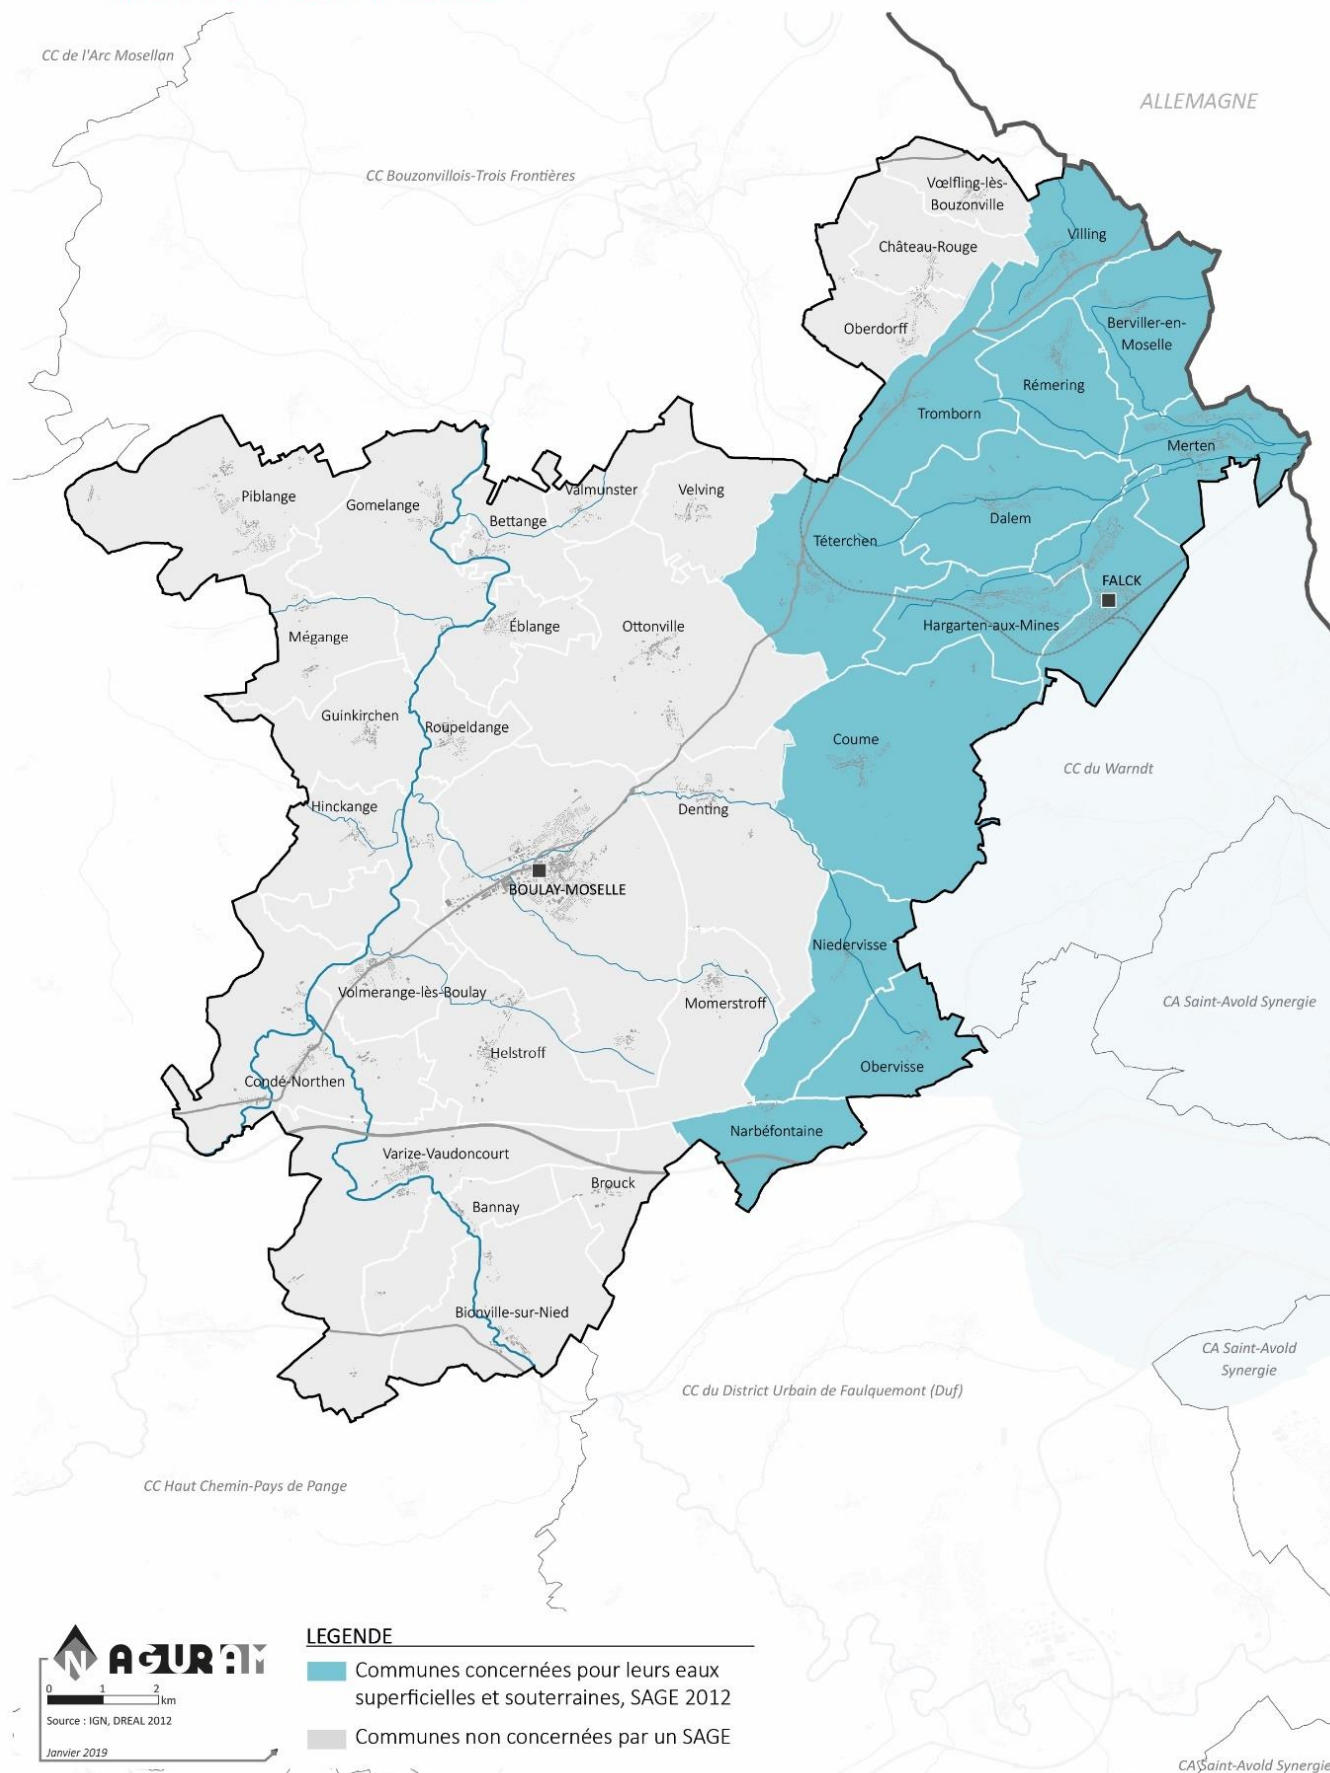 CC de l'Arc Mosellan
ALLEMAGNE
CC Bouzonvillois-Trois Frontières
Vœlfling-lès-
Bouzonville
Villing
Château-Rouge
Oberdorff
Berviller-en-
Moselle
Rémering
Tromborn
Merten
Piblange
Gomelange
Valmunster
Velving
Bettange
Dalem
Téterchen
FALCK
Hargarten-aux-Mines
Mégange
Éblange
Ottonville
Guinkirchen
Roupeldange
Coume
CC du Warndt
Hinckange
Denting
BOULAY-MOSELLE
Niedervisse
Volmerange-lès-Boulay
Momerstroff
CA Saint-Avold Synergie
Helstroff
Obervisse
Condé-Northen
Narbéfontaine
Varize-Vaudoncourt
Brouck
Bannay
Bionville-sur-Nied
CA Saint-Avold
Synergie
CC du District Urbain de Faulquemont (Duf)
CC Haut Chemin-Pays de Pange
N AGURAM
0 1 2
km
Source : IGN, DREAL 2012
Janvier 2019
LEGENDE
Communes concernées pour leurs eaux
superficielles et souterraines, SAGE 2012
Communes non concernées par un SAGE
CA Saint-Avold Synergie